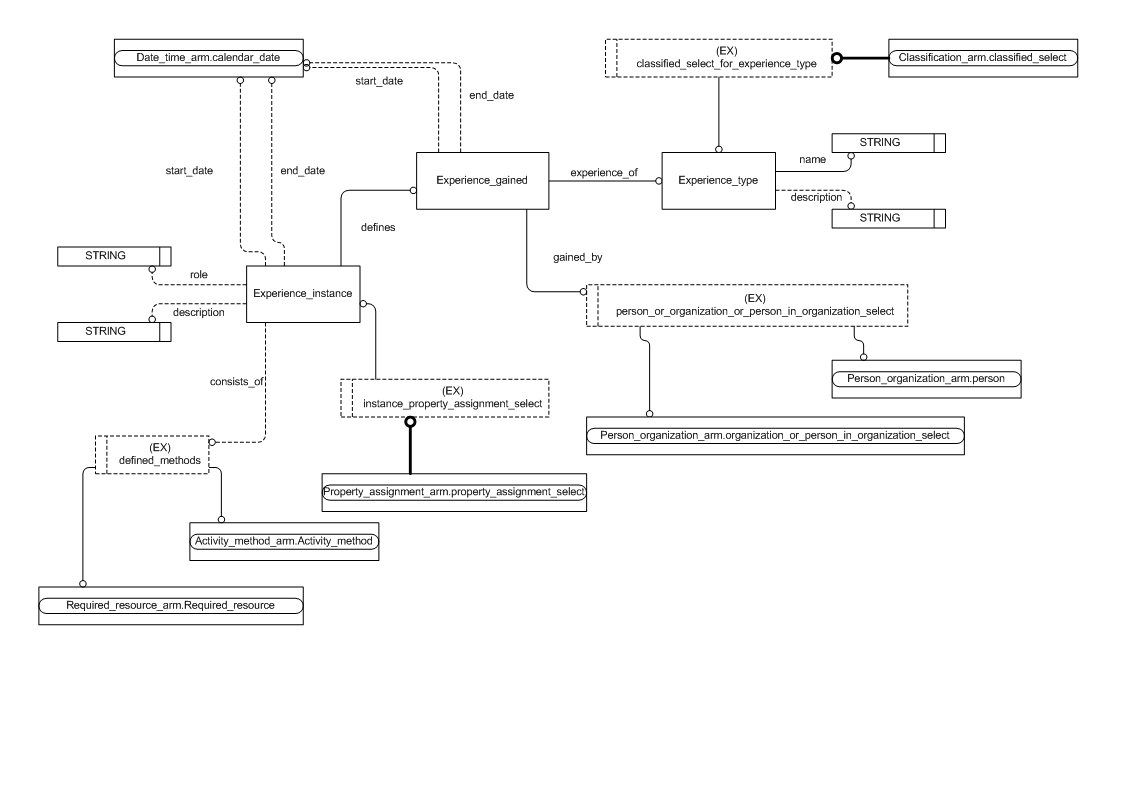 (EX)
classified_select_for_experience_type
Date_time_arm.calendar_date
Classification_arm.classified_select
start_date
end_date
STRING
name
start_date
end_date
Experience_gained
experience_of
Experience_type
description
STRING
defines
STRING
role
gained_by
Experience_instance
(EX)
person_or_organization_or_person_in_organization_select
description
STRING
consists_of
Person_organization_arm.person
(EX)
instance_property_assignment_select
Person_organization_arm.organization_or_person_in_organization_select
(EX)
defined_methods
Property_assignment_arm.property_assignment_select
Activity_method_arm.Activity_method
Required_resource_arm.Required_resource